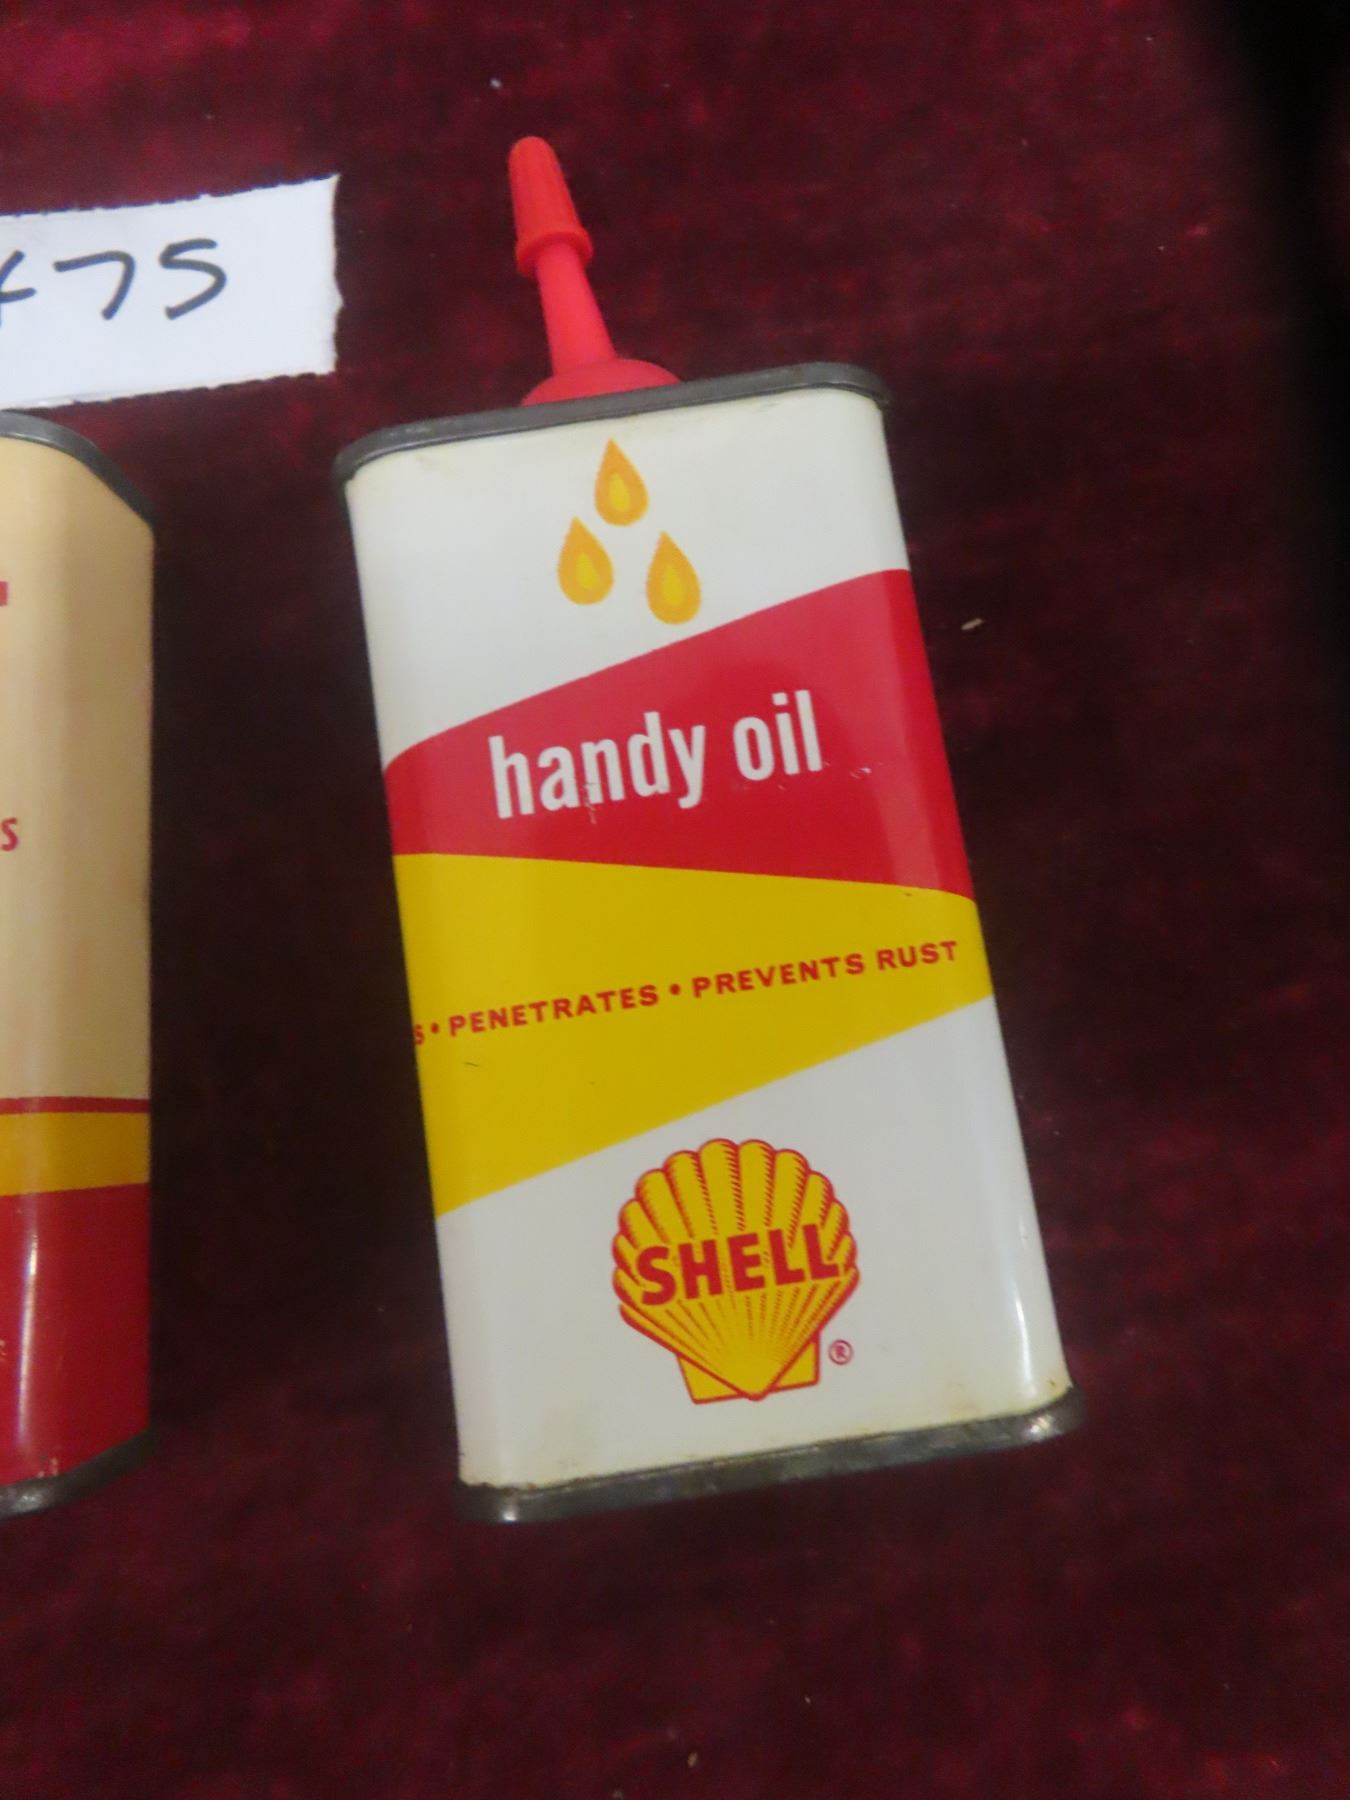 475
handy oil
S • PENETRATES • PREVENTS RUST
SHELL
®
S